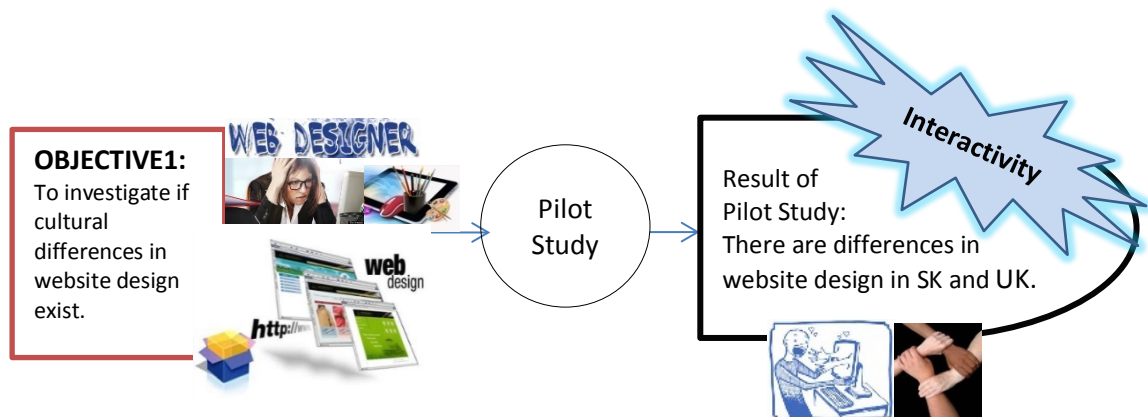 OBJECTIVE1:
To investigate if
cultural
differences in
website design
exist.
WEB DESIGNER
web
design
http://ww
Pilot
Study
Result of
Pilot Study:
There are differences in
website design in SK and UK.
Interactivity